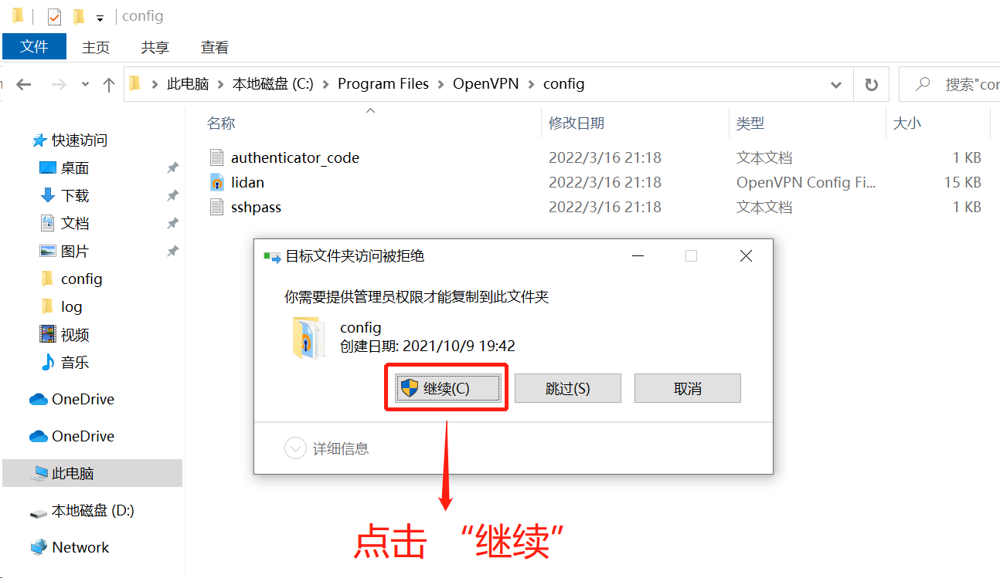 config
文件 主页 共享 查看
此电脑 本地磁盘 (C:) Program Files OpenVPN config 搜索"con
名称 修改日期 类型 大小
快速访问
桌面
下载
文档
图片
config
log
视频
音乐
OneDrive
OneDrive
此电脑
本地磁盘 (D:)
Network
authenticator_code 2022/3/16 21:18 文本文档 1 KB
lidan 2022/3/16 21:18 OpenVPN Config Fi... 15 KB
sshpass 2022/3/16 21:18 文本文档 1 KB
目标文件夹访问被拒绝
你需要提供管理员权限才能复制到此文件夹
config
创建日期: 2021/10/9 19:42
继续(C) 跳过(S) 取消
详细信息
点击 “继续”